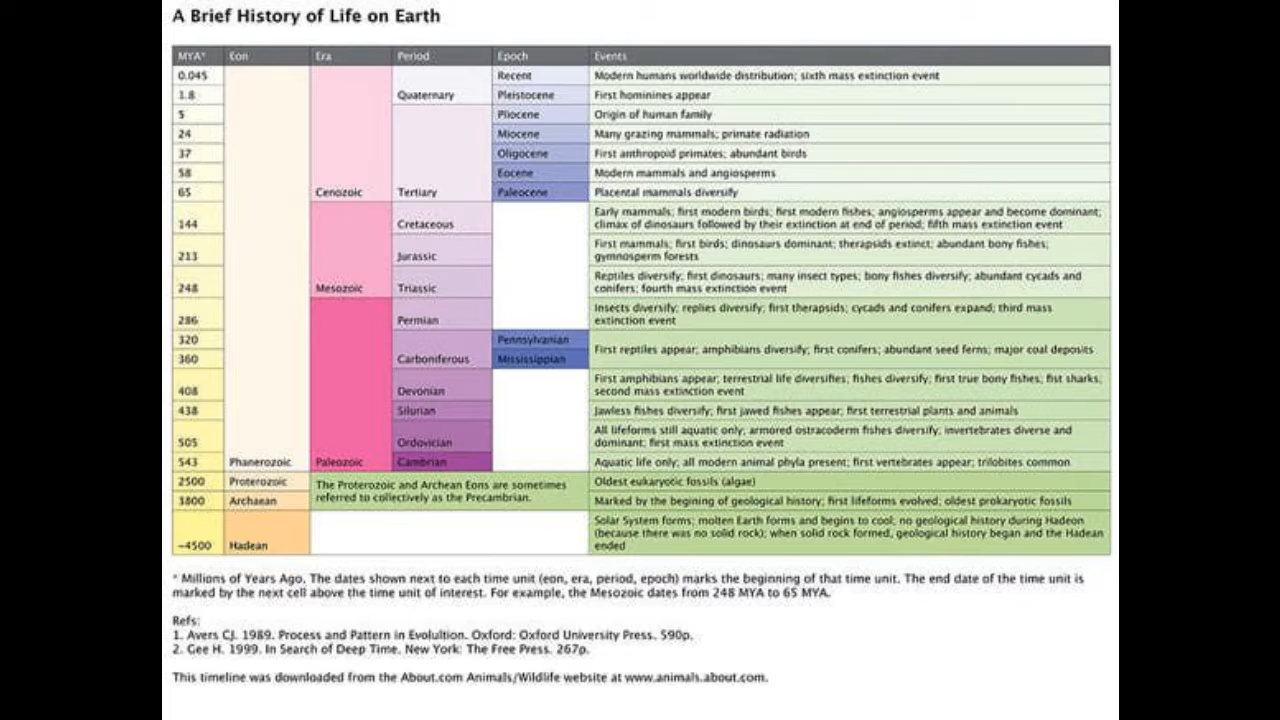 A Brief History of Life on Earth
MYA* Eon Era Period Epoch Events
0.045 Recent Modern humans worldwide distribution; sixth mass extinction event
1.8 Quaternary Pleistocene First hominines appear
5 Pliocene Origin of human family
24 Miocene Many grazing mammals; primate radiation
37 Oligocene First anthropoid primates; abundant birds
58 Eocene Modern mammals and angiosperms
65 Cenozoic Tertiary Paleocene Placental mammals diversify
Early mammals; first modern birds; first modern fishes; angiosperms appear and become dominant;
144 Cretaceous climax of dinosaurs followed by their extinction at end of period; fifth mass extinction event
First mammals; first birds; dinosaurs dominant; therapsids extinct; abundant bony fishes;
213 Jurassic gymnosperm forests
Reptiles diversify; first dinosaurs; many insect types; bony fishes diversify; abundant cycads and
248 Mesozoic Triassic conifers; fourth mass extinction event
Insects diversify; replies diversify; first therapsids; cycads and conifers expand; third mass
286 Permian extinction event
320 Pennsylvanian
First reptiles appear; amphibians diversify; first conifers; abundant seed ferns; major coal deposits
360 Carboniferous Mississippian
First amphibians appear; terrestrial life diversifies; fishes diversify; first true bony fishes; fist sharks;
408 Devonian second mass extinction event
438 Silurian Jawless fishes diversify; first jawed fishes appear; first terrestrial plants and animals
All lifeforms still aquatic only; armored ostracoderm fishes diversify; invertebrates diverse and
505 Ordovician dominant; first mass extinction event
543 Phanerozoic Paleozoic Cambrian Aquatic life only; all modern animal phyla present; first vertebrates appear; trilobites common
2500 Proterozoic The Proterozoic and Archean Eons are sometimes Oldest eukaryotic fossils (algae)
3800 Archaean referred to collectively as the Precambrian. Marked by the begining of geological history; first lifeforms evolved; oldest prokaryotic fossils
Solar System forms; molten Earth forms and begins to cool; no geological history during Hadeon
(because there was no solid rock); when solid rock formed, geological history began and the Hadean
~4500 Hadean ended
* Millions of Years Ago. The dates shown next to each time unit (eon, era, period, epoch) marks the beginning of that time unit. The end date of the time unit is
marked by the next cell above the time unit of interest. For example, the Mesozoic dates from 248 MYA to 65 MYA.
Refs:
1. Avers CJ. 1989. Process and Pattern in Evolultion. Oxford: Oxford University Press. 590p.
2. Gee H. 1999. In Search of Deep Time. New York: The Free Press. 267p.
This timeline was downloaded from the About.com Animals/Wildlife website at www.animals.about.com.